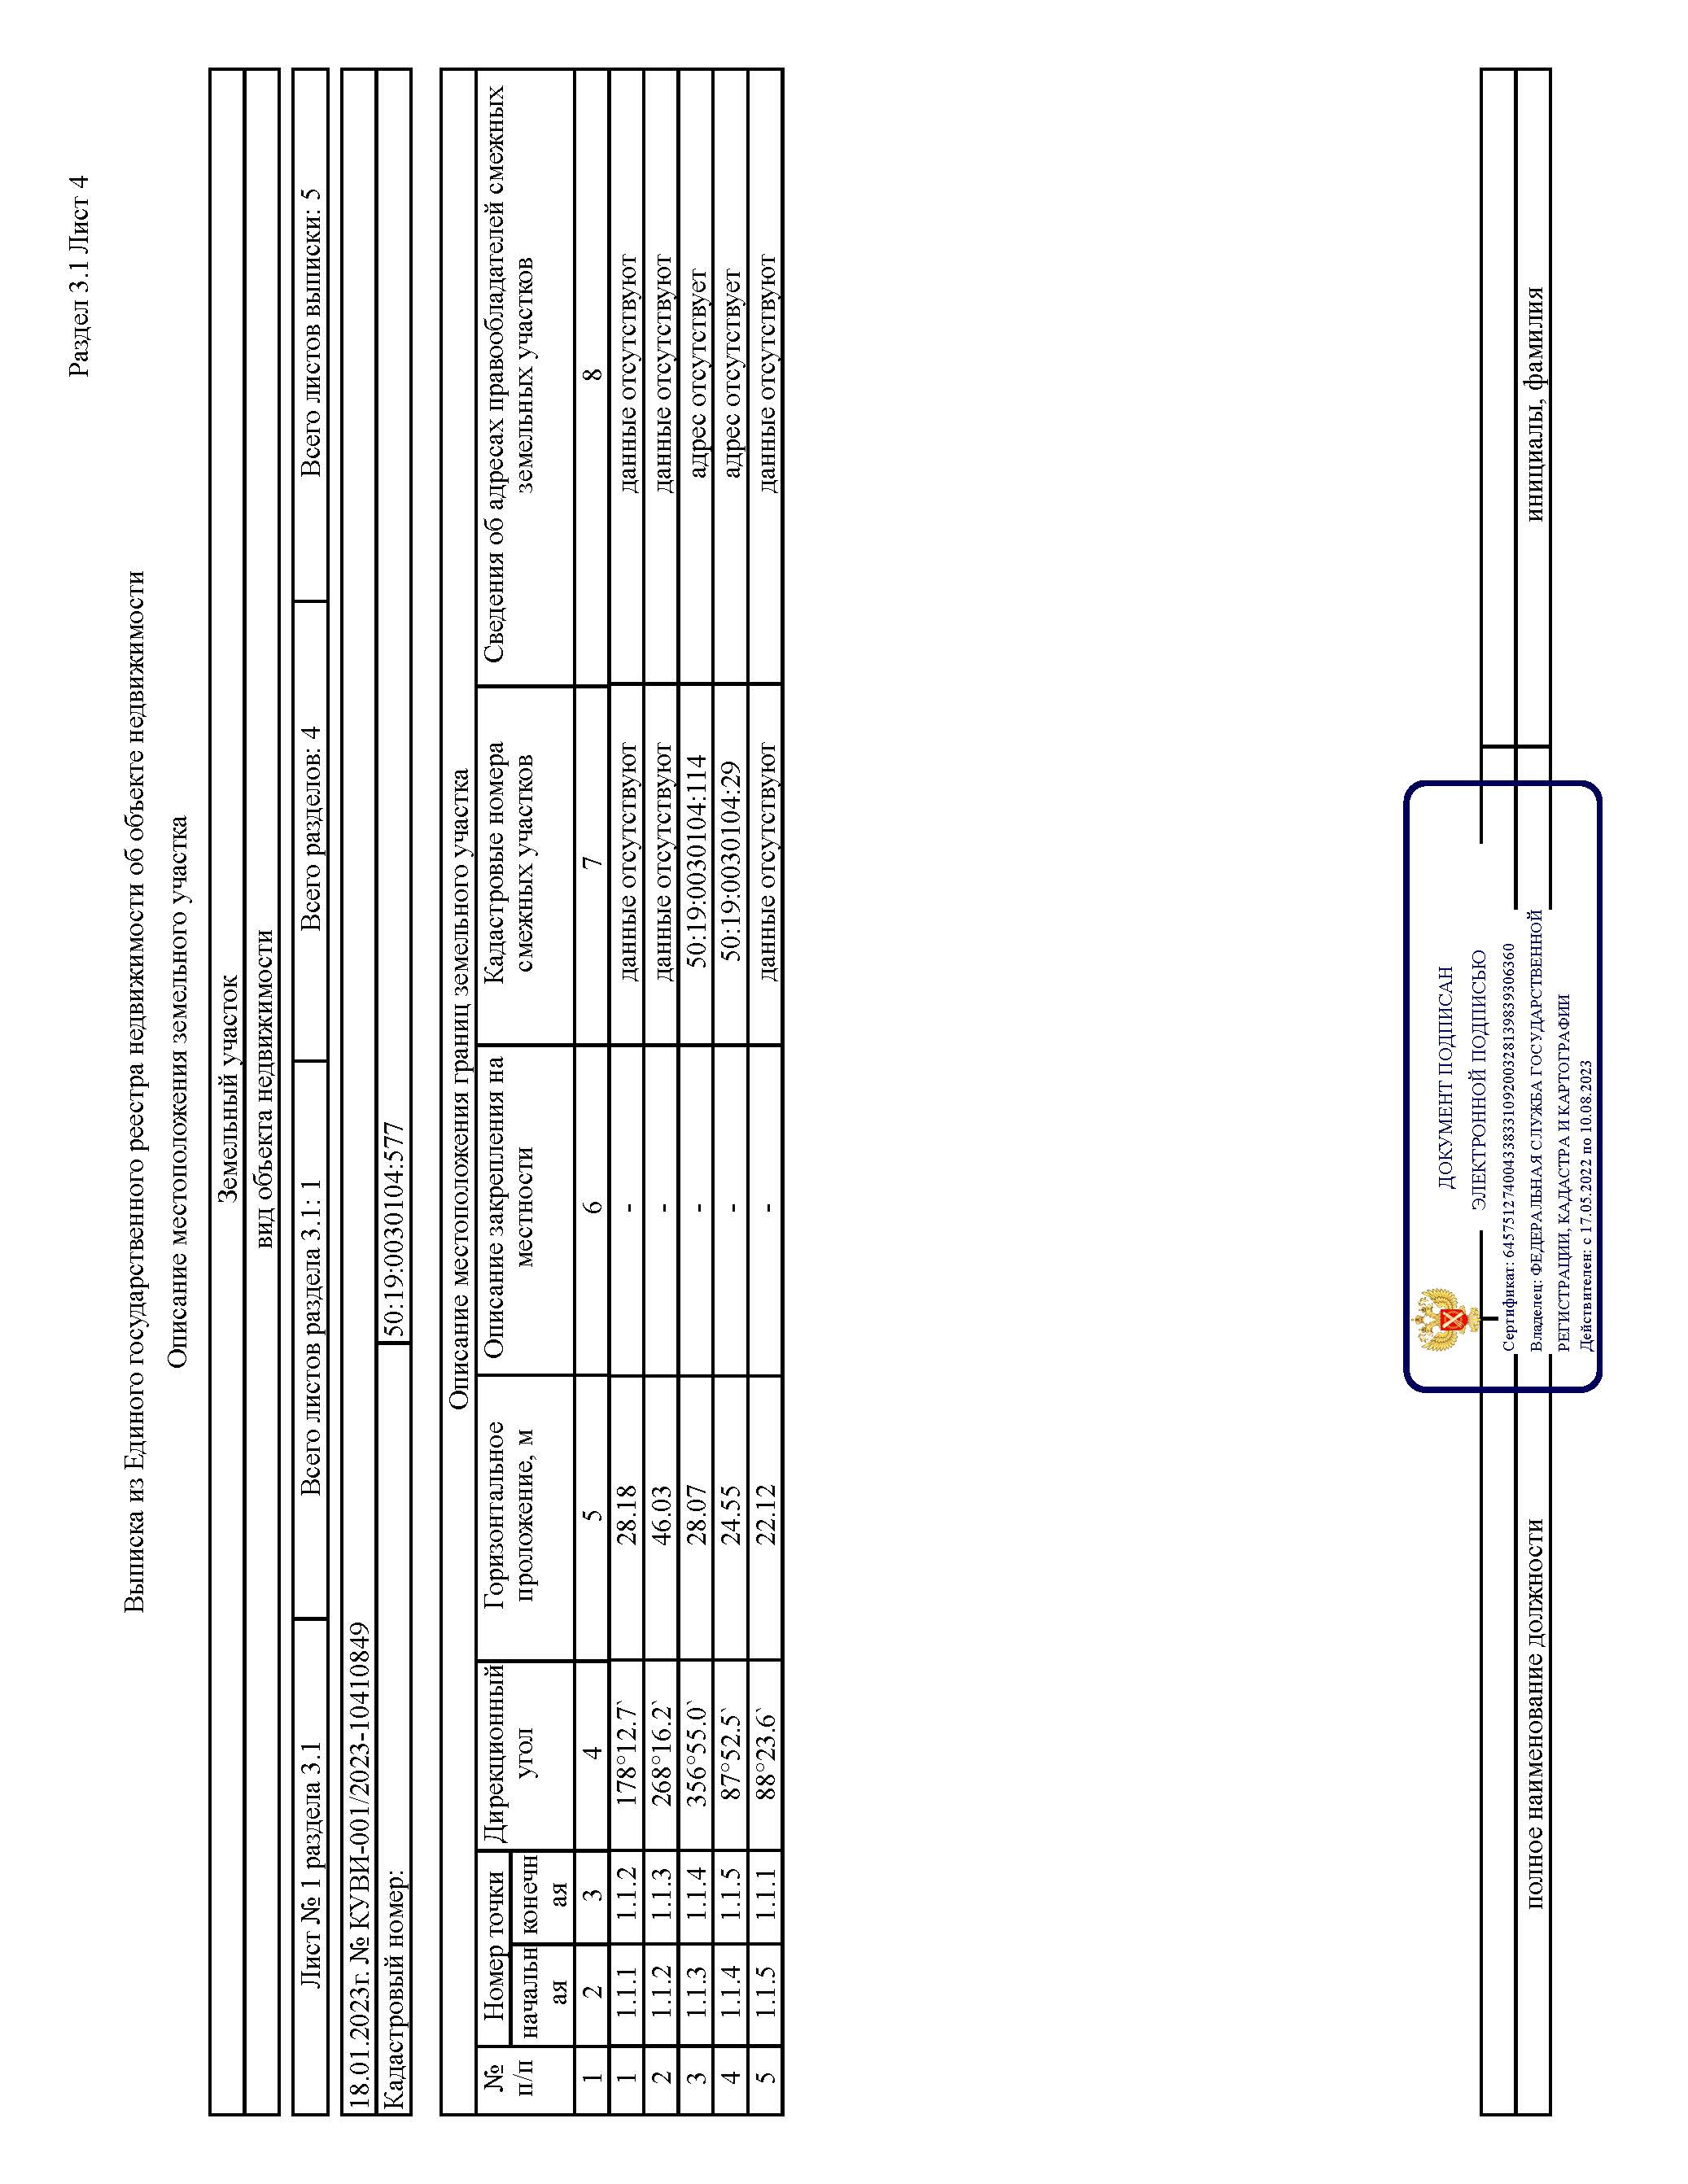 Раздел 3.1 Лист 4
Выписка из Единого государственного реестра недвижимости об объекте недвижимости
Описание местоположения земельного участка
Земельный участок
вид объекта недвижимости
Лист № 1 раздела 3.1 Всего листов раздела 3.1: 1 Всего разделов: 4 Всего листов выписки: 5
18.01.2023г. № КУВИ-001/2023-10410849
Кадастровый номер: 50:19:0030104:577
Описание местоположения границ земельного участка
№ Номер точки Дирекционный Горизонтальное Описание закрепления на Кадастровые номера Сведения об адресах правообладателей смежных
п/п начальн конечн угол проложение, м местности смежных участков земельных участков
ая ая
1 2 3 4 5 6 7 8
1 1.1.1 1.1.2 178°12.7` 28.18 - данные отсутствуют данные отсутствуют
2 1.1.2 1.1.3 268°16.2` 46.03 - данные отсутствуют данные отсутствуют
3 1.1.3 1.1.4 356°55.0` 28.07 - 50:19:0030104:114 адрес отсутствует
4 1.1.4 1.1.5 87°52.5` 24.55 - 50:19:0030104:29 адрес отсутствует
5 1.1.5 1.1.1 88°23.6` 22.12 - данные отсутствуют данные отсутствуют
ДОКУМЕНТ ПОДПИСАН
ЭЛЕКТРОННОЙ ПОДПИСЬЮ
Сертификат: 64575127400433833109200328139839306360
Владелец: ФЕДЕРАЛЬНАЯ СЛУЖБА ГОСУДАРСТВЕННОЙ
РЕГИСТРАЦИИ, КАДАСТРА И КАРТОГРАФИИ
Действителен: с 17.05.2022 по 10.08.2023
полное наименование должности инициалы, фамилия